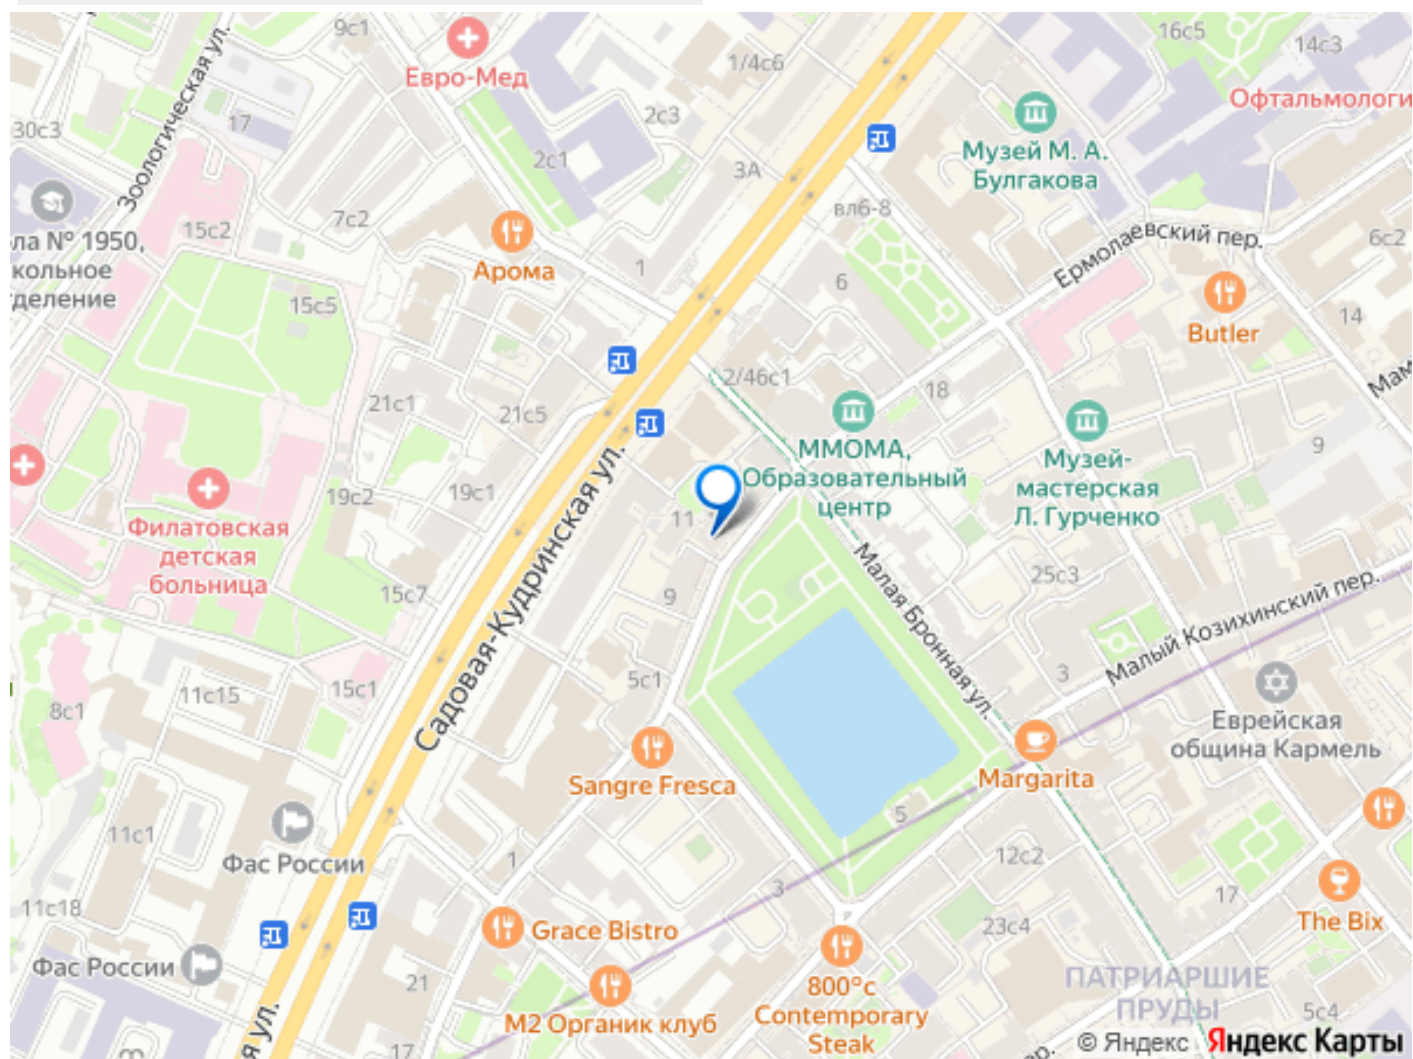 9с1
Евро-Мед
1/4с6
16с5
14с3
Офтальмологи
30с3
17
Зоологическая ул.
2с3
2с1
3А
Музей М. А.
Булгакова
ла № 1950,
кольное
деление
15с2
7с2
Арома
1
вл6-8
6
Ермолаевский пер.
6с2
15с5
Butler
14
21с1
21с5
2/46с1
18
ММОМА,
Образовательный
центр
Музей-
мастерская
Л. Гурченко
9
Мам
Филатовская
детская
больница
19с2
19с1
11
Садовая-Кудринская ул.
15с7
9
25с3
Малая Бронная ул.
Малый Козихинский пер.
3
8с1
11с15
15с1
5с1
Sangre Fresca
Margarita
Еврейская
община Кармель
11с1
Фас России
1
5
3
12с2
17
11с18
Фас России
Grace Bistro
23с4
The Bix
21
М2 Органик клуб
800°c
Contemporary
Steak
ПАТРИАРШИЕ
ПРУДЫ
5с4
я ул.
17
© Яндекс Яндекс Карты